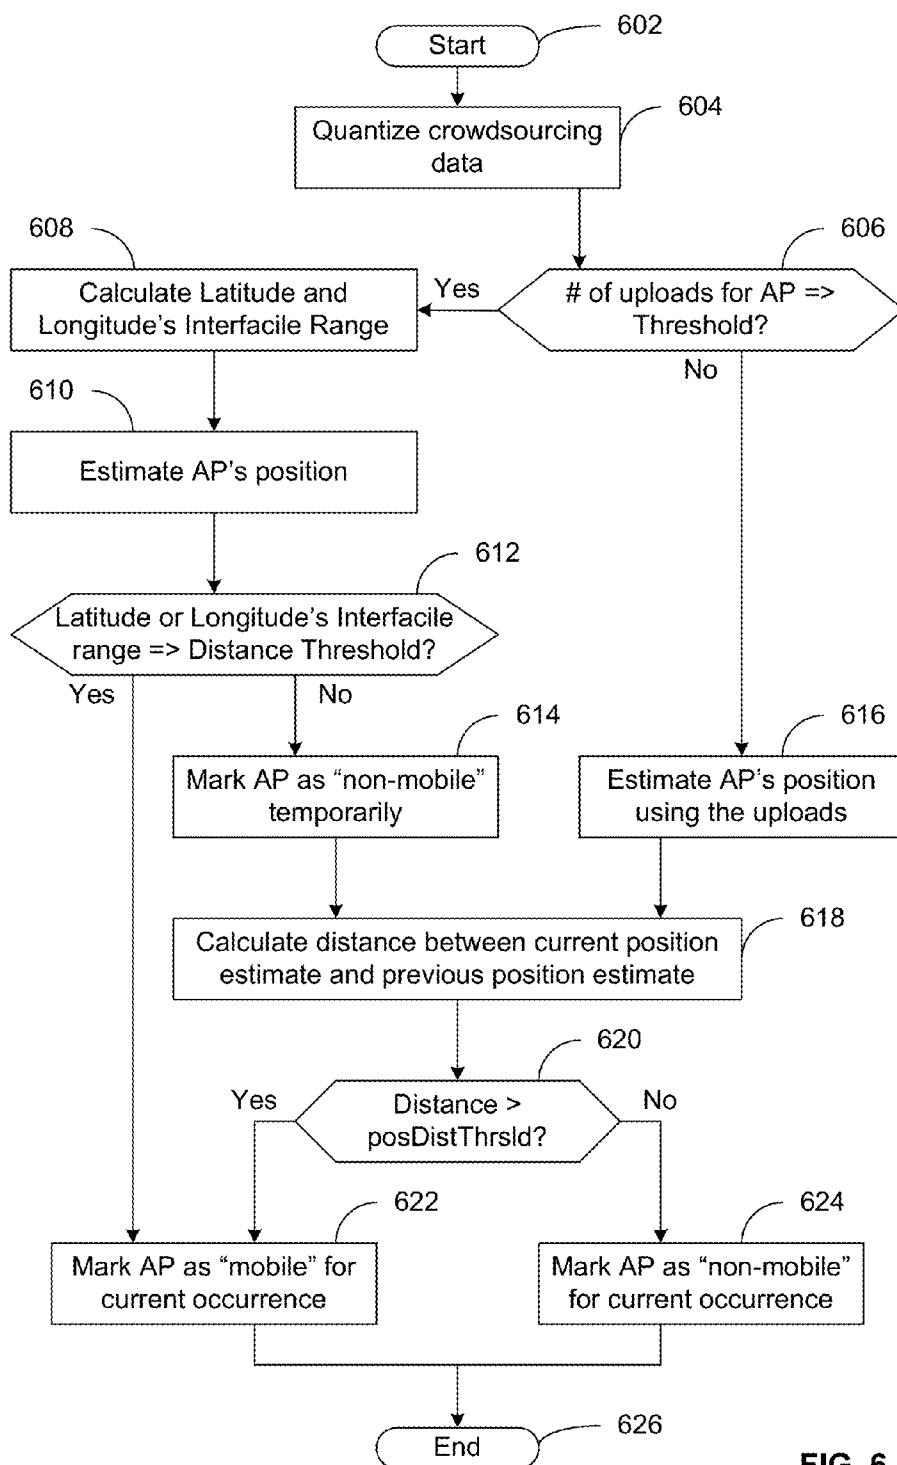 602
Start
604
Quantize crowdsourcing
data
608
606
Calculate Latitude and
Longitude's Interfacile Range
Yes
# of uploads for AP =>
Threshold?
No
610
Estimate AP's position
612
Latitude or Longitude's Interfacile
range => Distance Threshold?
Yes
No
614
616
Mark AP as “non-mobile”
temporarily
Estimate AP's position
using the uploads
618
Calculate distance between current position
estimate and previous position estimate
620
Yes
Distance >
posDistThrsld?
No
622
624
Mark AP as “mobile” for
current occurrence
Mark AP as “non-mobile”
for current occurrence
626
End
FIG. 6